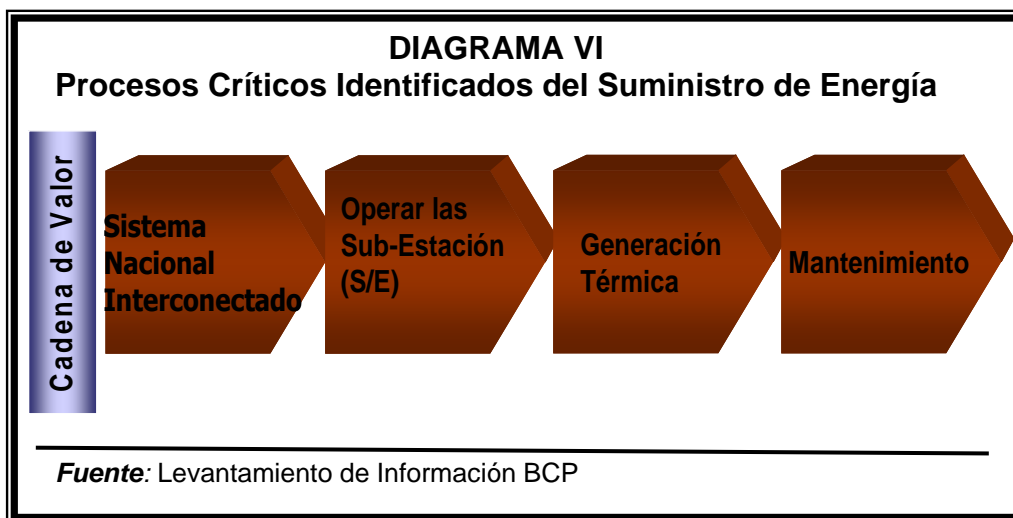 DIAGRAMA VI
Procesos Críticos Identificados del Suministro de Energía
Cadena de Valor
Sistema
Nacional
Interconectado
Operar las
Sub-Estación
(S/E)
Generación
Térmica
Mantenimiento
Fuente: Levantamiento de Información BCP